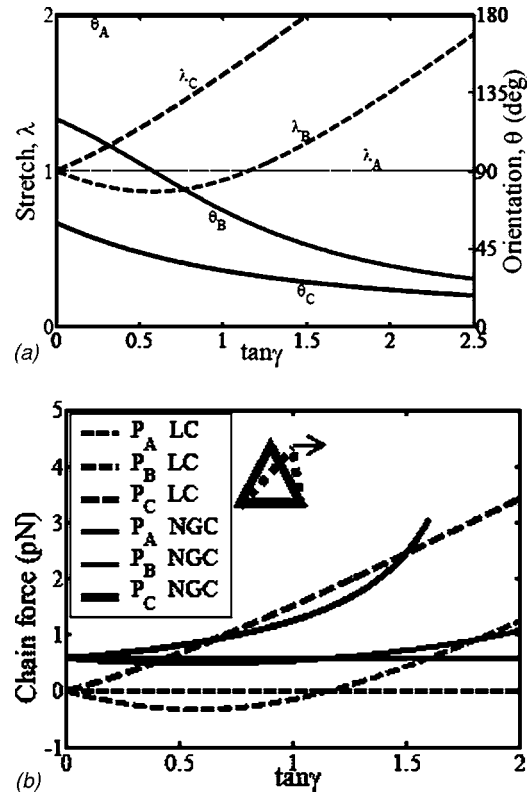 2
180
θA
λC
135
λB
Stretch, λ
λA
1
90
Orientation, θ (deg)
θB
45
θC
0
0
0 0.5 1 1.5 2 2.5
(a)
tanγ
5
PA LC
4
PB LC
PC LC
3
PA NGC
2
PB NGC
PC NGC
1
Chain force (pN)
0
-1
0 0.5 1 1.5 2
(b)
tanγ